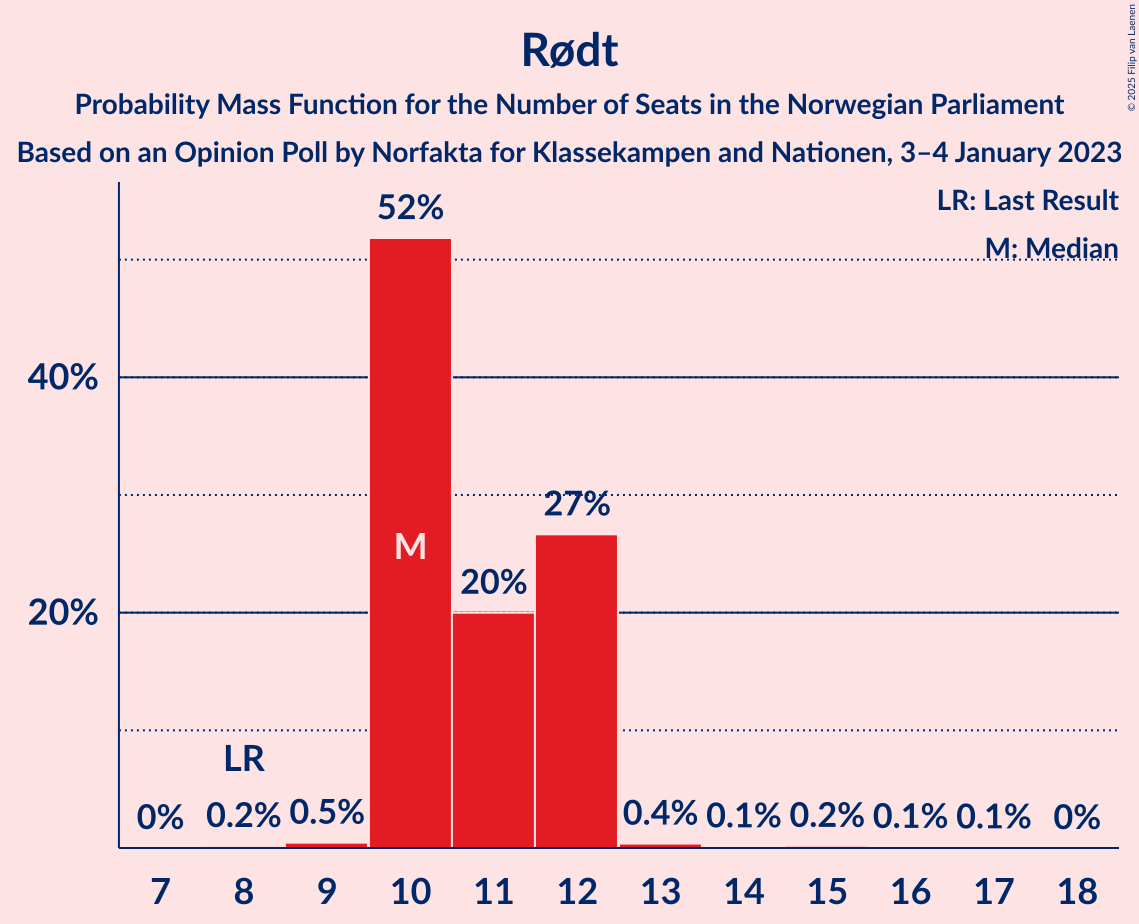 Rødt
Probability Mass Function for the Number of Seats in the Norwegian Parliament
Based on an Opinion Poll by Norfakta for Klassekampen and Nationen, 3–4 January 2023
© 2025 Filip van Laenen
LR: Last Result
M: Median
52%
40%
27%
M
20%
20%
LR
0% 0.2% 0.5% 0.4% 0.1% 0.2% 0.1% 0.1% 0%
7 8 9 10 11 12 13 14 15 16 17 18